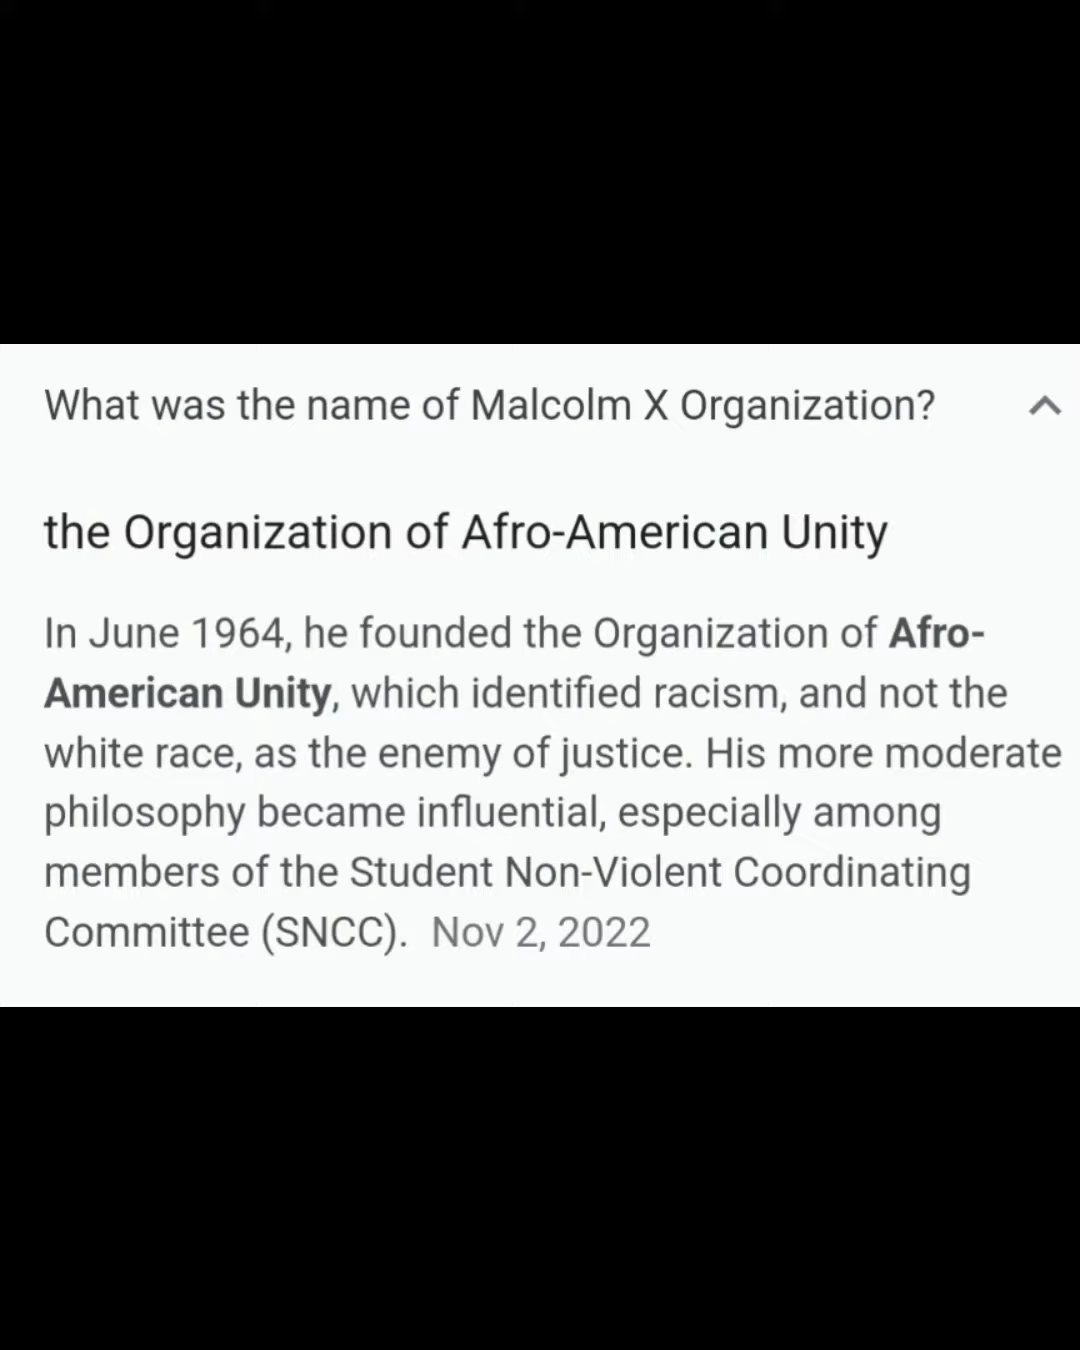 What was the name of Malcolm X Organization?
the Organization of Afro-American Unity
In June 1964, he founded the Organization of Afro-
American Unity, which identified racism, and not the
white race, as the enemy of justice. His more moderate
philosophy became influential, especially among
members of the Student Non-Violent Coordinating
Committee (SNCC). Nov 2, 2022